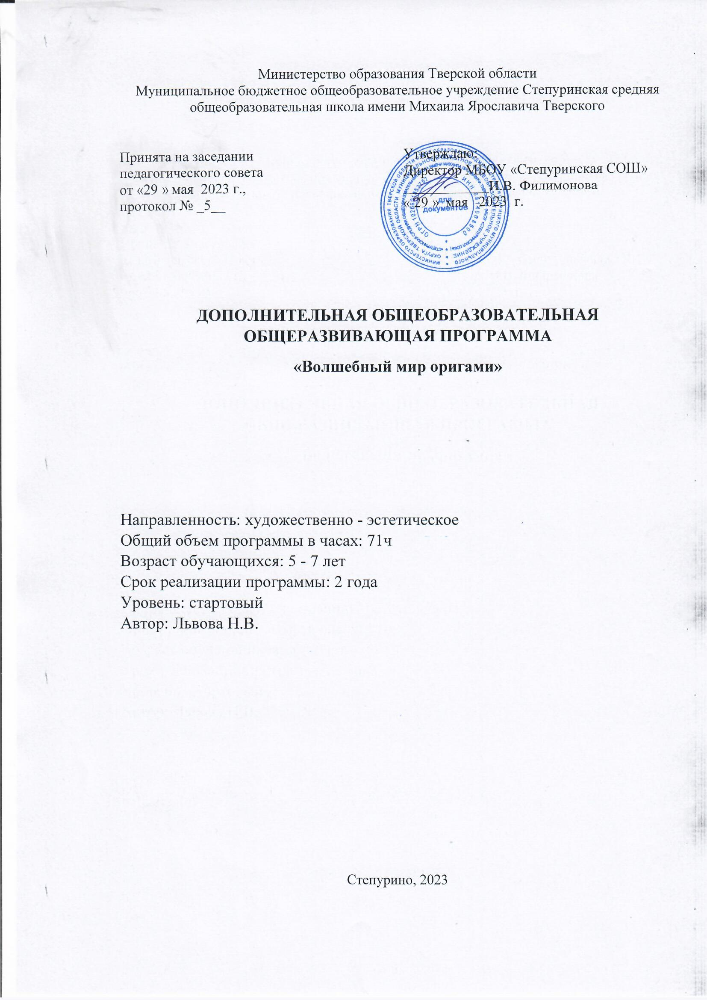 Министерство образования Тверской области
Муниципальное бюджетное общеобразовательное учреждение Степуринская средняя
общеобразовательная школа имени Михаила Ярославича Тверского
Принята на заседании
педагогического совета
от «29 » мая 2023 г.,
протокол № _5__
Утверждаю:
Директор МБОУ «Степуринская СОШ»
____________И.В. Филимонова
« 29 » мая 2023 г.
для
документов
ДОПОЛНИТЕЛЬНАЯ ОБЩЕОБРАЗОВАТЕЛЬНАЯ
ОБЩЕРАЗВИВАЮЩАЯ ПРОГРАММА
«Волшебный мир оригами»
Направленность: художественно - эстетическое
Общий объем программы в часах: 71ч
Возраст обучающихся: 5 - 7 лет
Срок реализации программы: 2 года
Уровень: стартовый
Автор: Львова Н.В.
Степурино, 2023